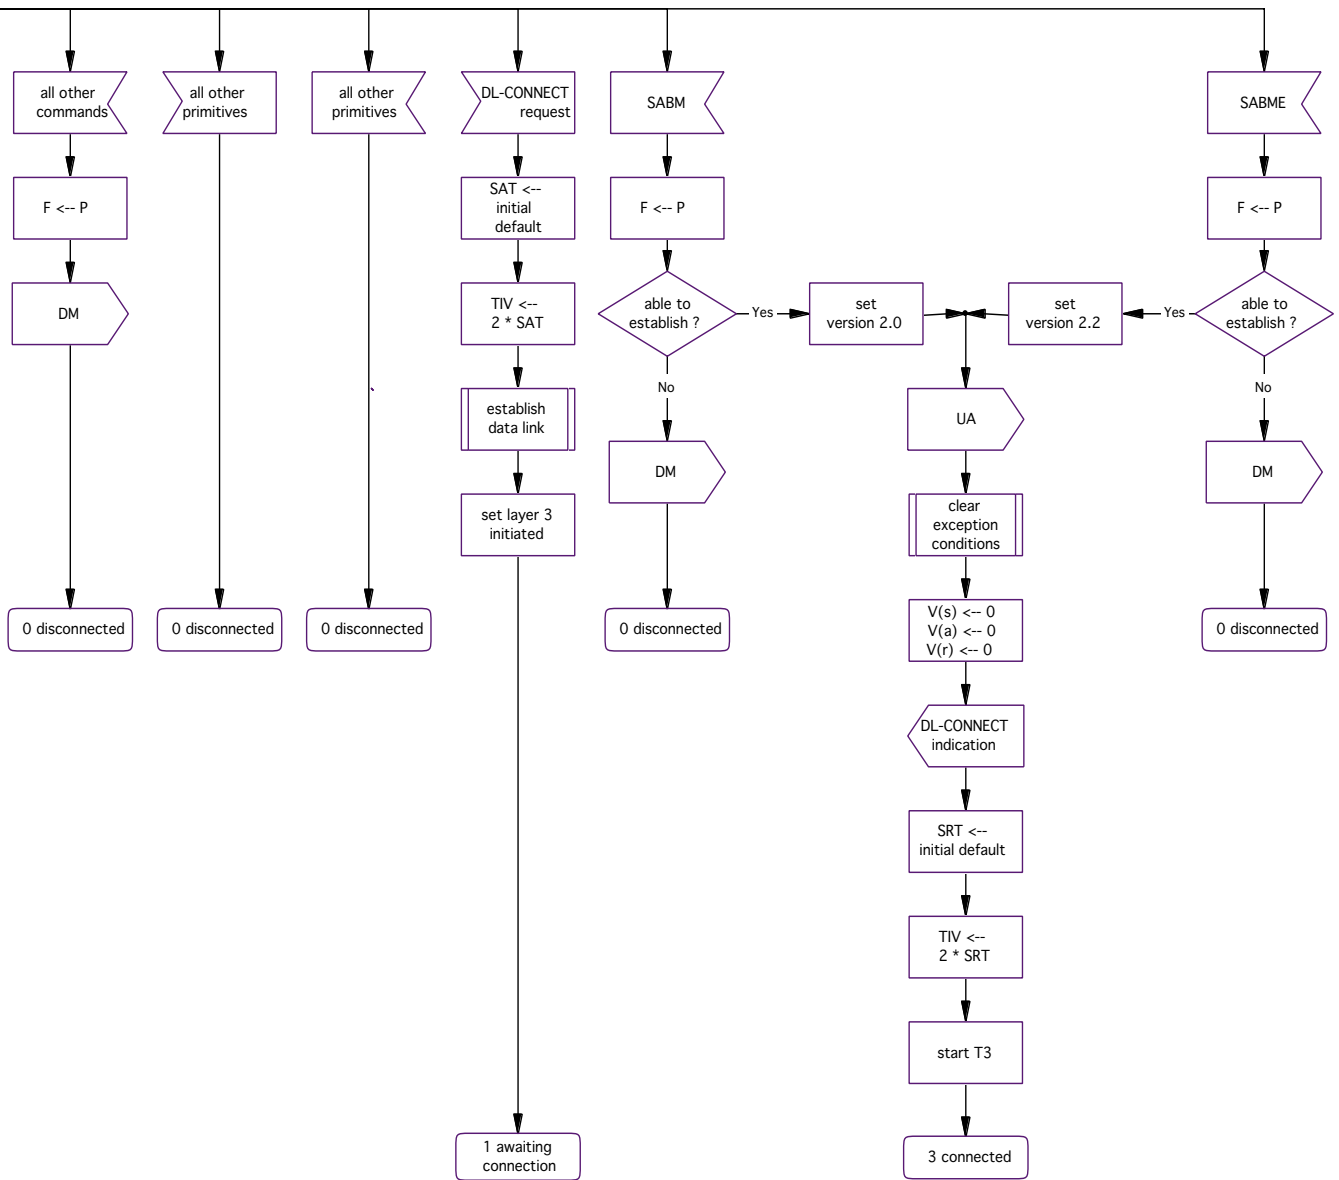 all other
commands
all other
primitives
all other
primitives
DL-CONNECT
request
SABM
SABME
F <-- P
SAT <--
initial
default
F <-- P
F <-- P
DM
TIV <--
2 * SAT
able to
establish ?
Yes
set
version 2.0
set
version 2.2
Yes
able to
establish ?
No
No
establish
data link
UA
DM
DM
set layer 3
initiated
clear
exception
conditions
0 disconnected
0 disconnected
0 disconnected
0 disconnected
V(s) <-- 0
V(a) <-- 0
V(r) <-- 0
0 disconnected
DL-CONNECT
indication
SRT <--
initial default
TIV <--
2 * SRT
start T3
1 awaiting
connection
3 connected